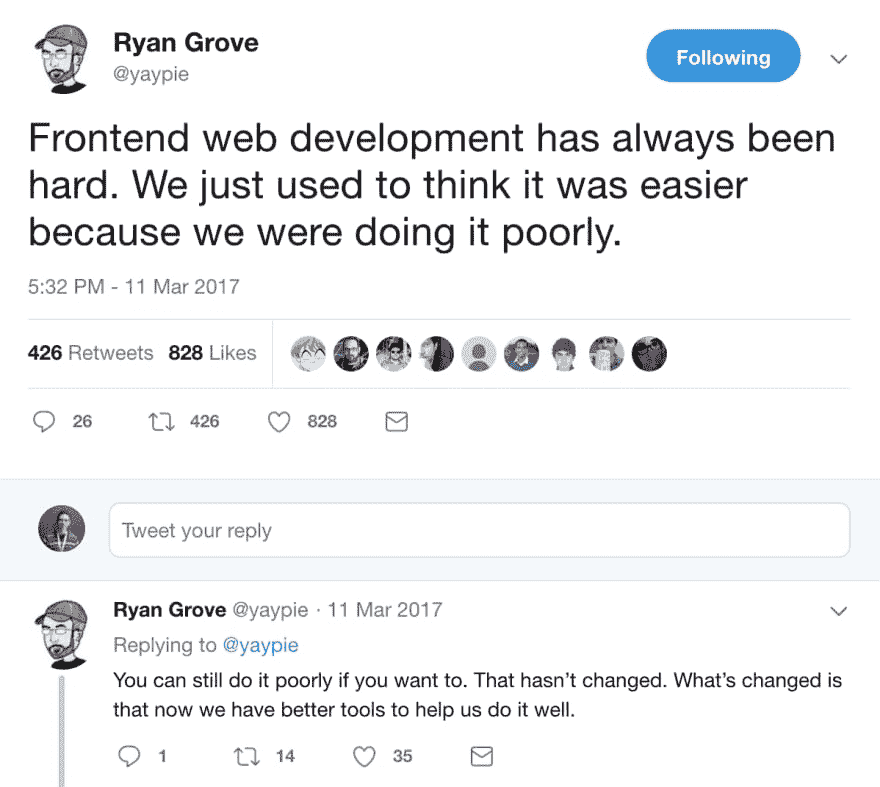 Ryan Grove
@yaypie
Following
Frontend web development has always been
hard. We just used to think it was easier
because we were doing it poorly.
5:32 PM - 11 Mar 2017
426 Retweets 828 Likes
26 426 828
Tweet your reply
Ryan Grove @yaypie · 11 Mar 2017
Replying to @yaypie
You can still do it poorly if you want to. That hasn’t changed. What’s changed is
that now we have better tools to help us do it well.
1 14 35